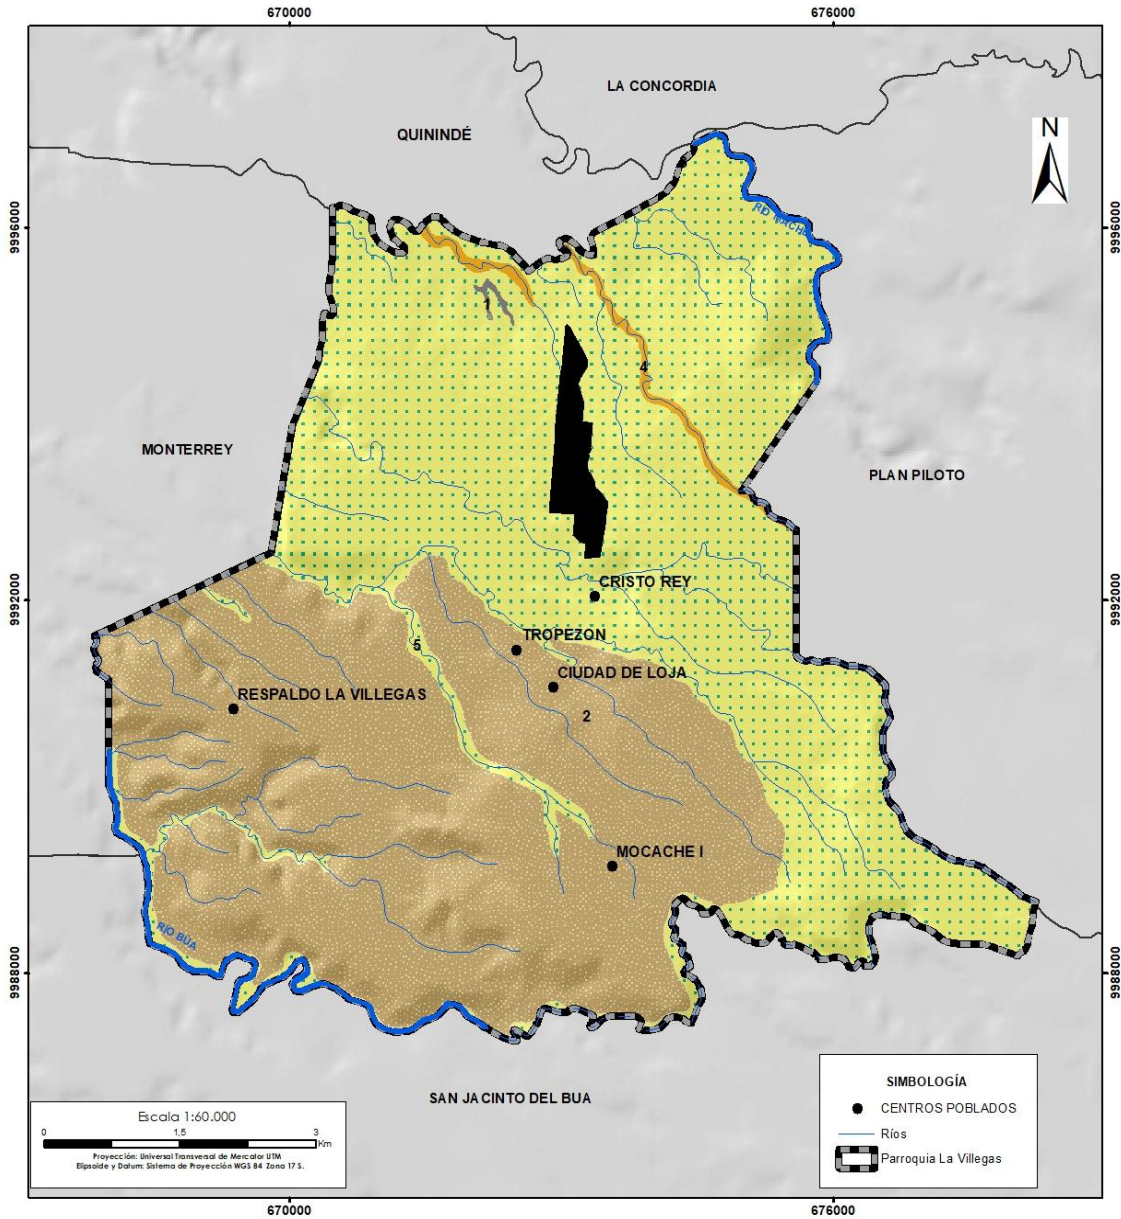 670000
676000
LA CONCORDIA
N
QUININDÉ
9996000
9996000
RIO MACHE
1
4
MONTERREY
PLAN PILOTO
CRISTO REY
9992000
9992000
TROPEZON
5
CIUDAD DE LOJA
RESPALDO LA VILLEGAS
2
MOCACHE I
RIO BUA
9988000
9988000
SAN JACINTO DEL BUA
SIMBOLOGÍA
CENTROS POBLADOS
Ríos
Parroquia La Villegas
Escala 1:60.000
0 1,5 3
Km
Proyección: Universal Transversal de Mercator UTM
Elipsoide y Datum: Sistema de Proyección WGS 84 Zona 17 S.
670000
676000